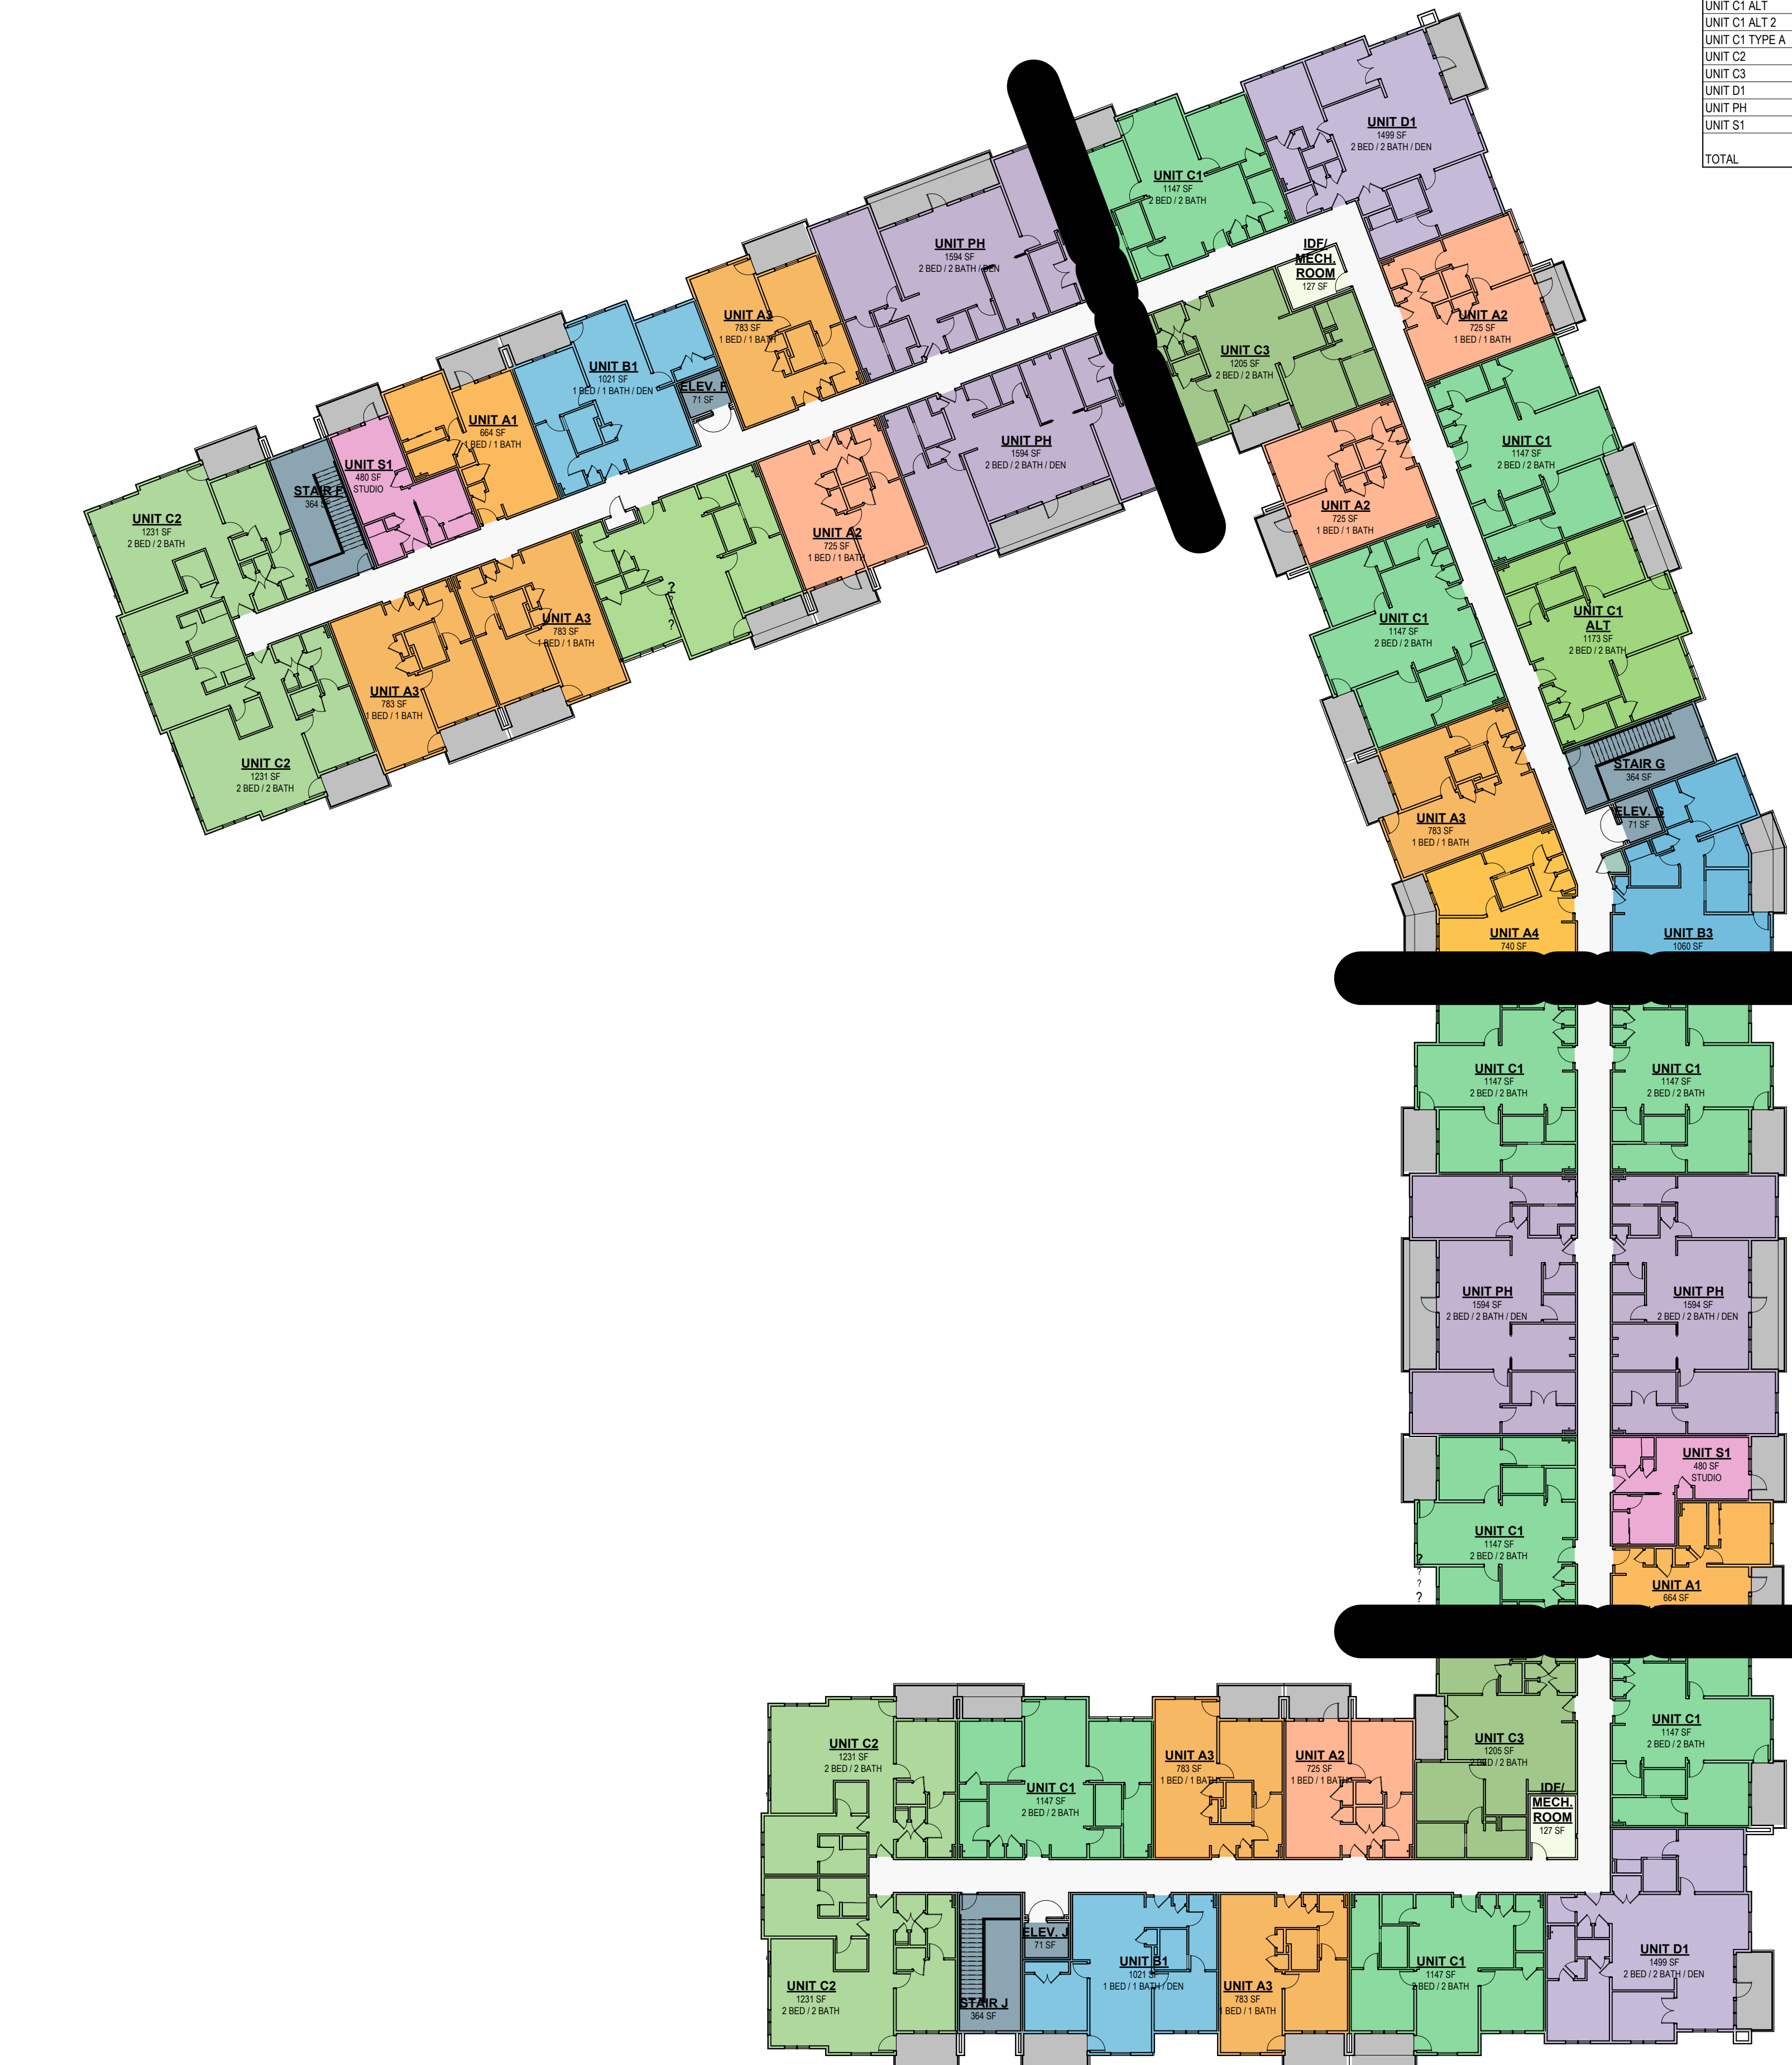 UNIT C1 ALT
UNIT C1 ALT 2
UNIT C1 TYPE A
UNIT C2
UNIT C3
UNIT D1
UNIT PH
UNIT S1
TOTAL
UNIT D1
1499 SF
2 BED / 2 BATH / DEN
UNIT C1
1147 SF
2 BED / 2 BATH
IDF/
MECH.
ROOM
127 SF
UNIT PH
1594 SF
2 BED / 2 BATH / DEN
UNIT A3
783 SF
1 BED / 1 BATH
UNIT A2
725 SF
1 BED / 1 BATH
UNIT C3
1205 SF
2 BED / 2 BATH
UNIT B1
1021 SF
1 BED / 1 BATH / DEN
ELEV. F
71 SF
UNIT A1
664 SF
1 BED / 1 BATH
UNIT PH
1594 SF
2 BED / 2 BATH / DEN
UNIT C1
1147 SF
2 BED / 2 BATH
UNIT S1
480 SF
STUDIO
STAIR F
364 SF
UNIT C2
1231 SF
2 BED / 2 BATH
UNIT A2
725 SF
1 BED / 1 BATH
UNIT A2
725 SF
1 BED / 1 BATH
?
?
?
?
UNIT A3
783 SF
1 BED / 1 BATH
UNIT C1
1147 SF
2 BED / 2 BATH
UNIT C1
ALT
1173 SF
2 BED / 2 BATH
UNIT A3
783 SF
1 BED / 1 BATH
UNIT C2
1231 SF
2 BED / 2 BATH
STAIR G
364 SF
UNIT A3
783 SF
1 BED / 1 BATH
ELEV. G
71 SF
UNIT A4
740 SF
UNIT B3
1060 SF
UNIT C1
1147 SF
2 BED / 2 BATH
UNIT C1
1147 SF
2 BED / 2 BATH
UNIT PH
1594 SF
2 BED / 2 BATH / DEN
UNIT PH
1594 SF
2 BED / 2 BATH / DEN
UNIT S1
480 SF
STUDIO
UNIT C1
1147 SF
2 BED / 2 BATH
?
?
?
?
UNIT A1
664 SF
UNIT C2
1231 SF
2 BED / 2 BATH
UNIT C1
1147 SF
2 BED / 2 BATH
UNIT A3
783 SF
1 BED / 1 BATH
UNIT A2
725 SF
1 BED / 1 BATH
UNIT C3
1205 SF
2 BED / 2 BATH
UNIT C1
1147 SF
2 BED / 2 BATH
IDF/
MECH.
ROOM
127 SF
ELEV. J
71 SF
UNIT B1
1021 SF
1 BED / 1 BATH / DEN
UNIT C1
1147 SF
2 BED / 2 BATH
UNIT D1
1499 SF
2 BED / 2 BATH / DEN
UNIT C2
1231 SF
2 BED / 2 BATH
STAIR J
364 SF
UNIT A3
783 SF
1 BED / 1 BATH